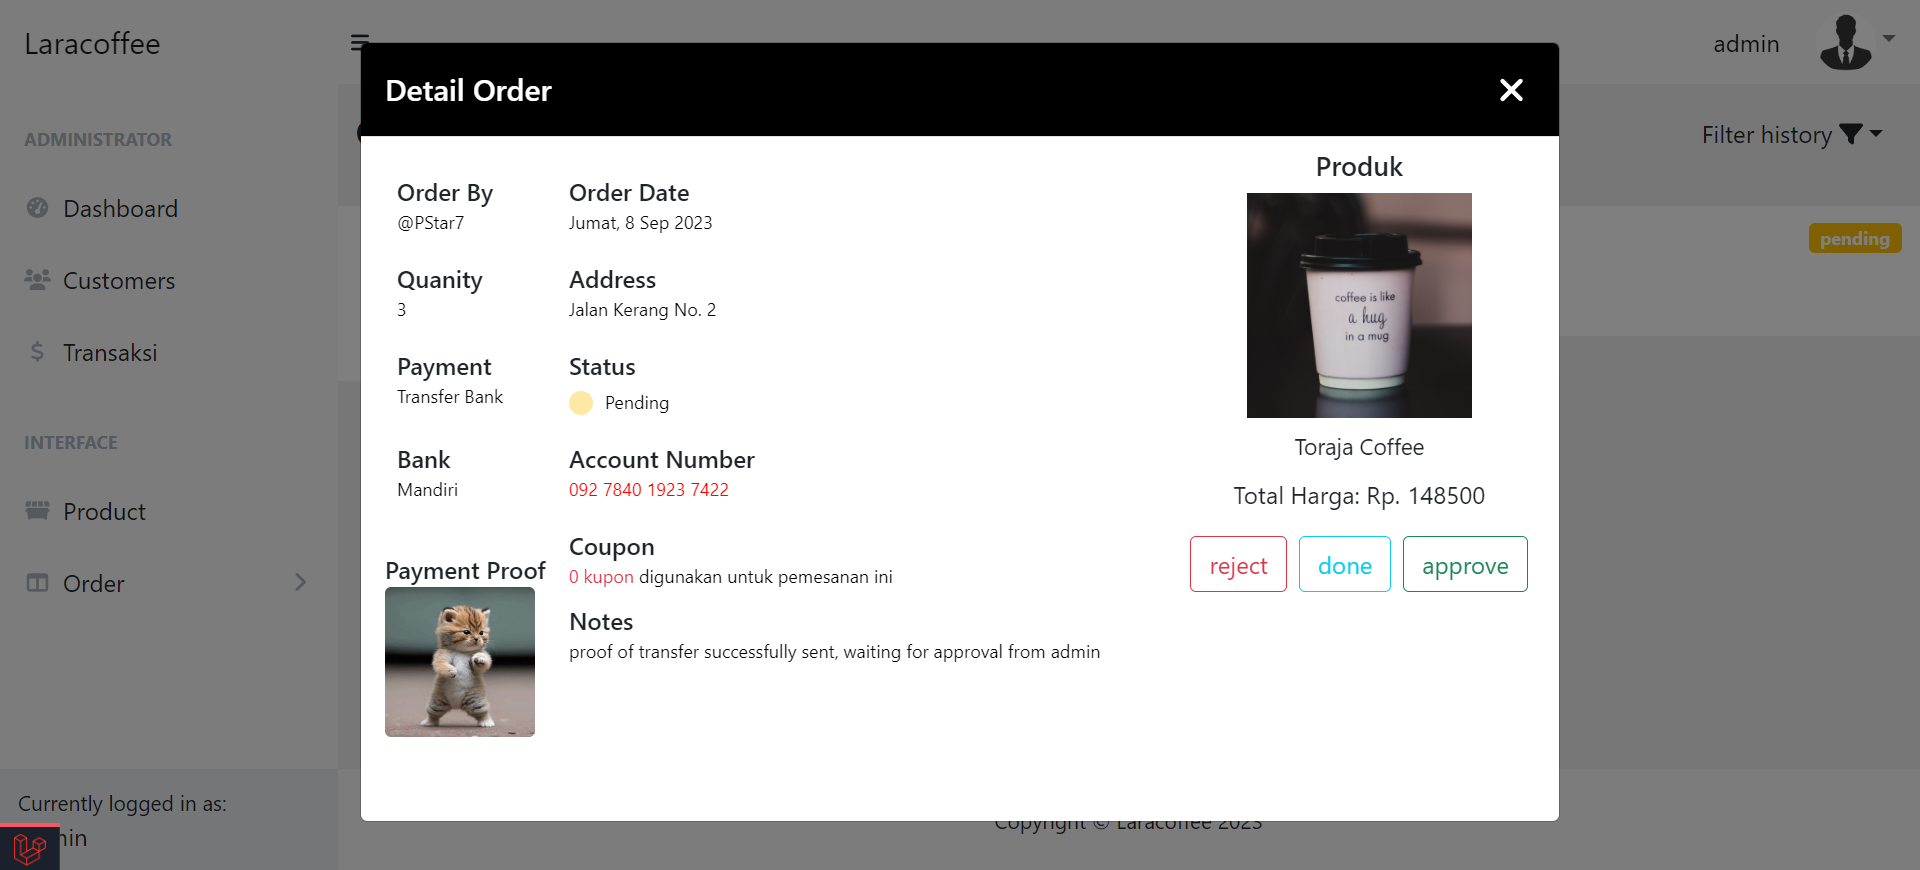 Laracoffee
admin
ADMINISTRATOR
Dashboard
Customers
Transaksi
INTERFACE
Product
Order
Currently logged in as:
Filter history
pending
Detail Order
Order By
@PStar7
Order Date
Jumat, 8 Sep 2023
Quanity
3
Address
Jalan Kerang No. 2
Payment
Transfer Bank
Status
Pending
Bank
Mandiri
Account Number
092 7840 1923 7422
Payment Proof
Coupon
0 kupon digunakan untuk pemesanan ini
Notes
proof of transfer successfully sent, waiting for approval from admin
Produk
coffee is like
a hug
in a mug
Toraja Coffee
Total Harga: Rp. 148500
reject
done
approve
Copyright © Laracoffee 2023